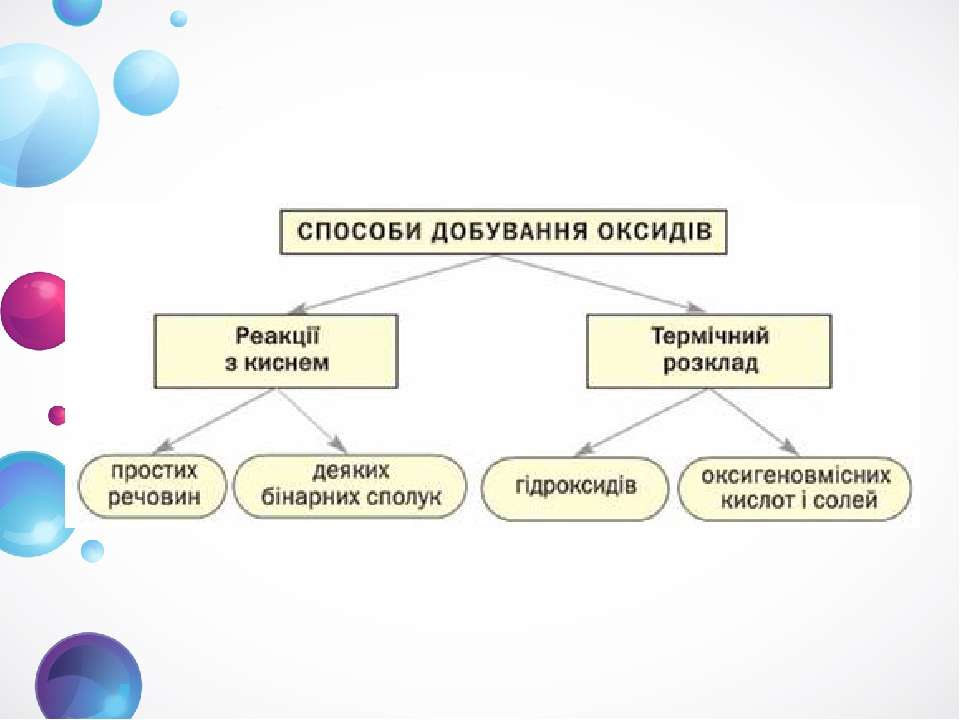 СПОСОБИ ДОБУВАННЯ ОКСИДІВ
Реакції
з киснем
Термічний
розклад
простих
речовин
деяких
бінарних сполук
гідроксидів
оксигеновмісних
кислот і солей